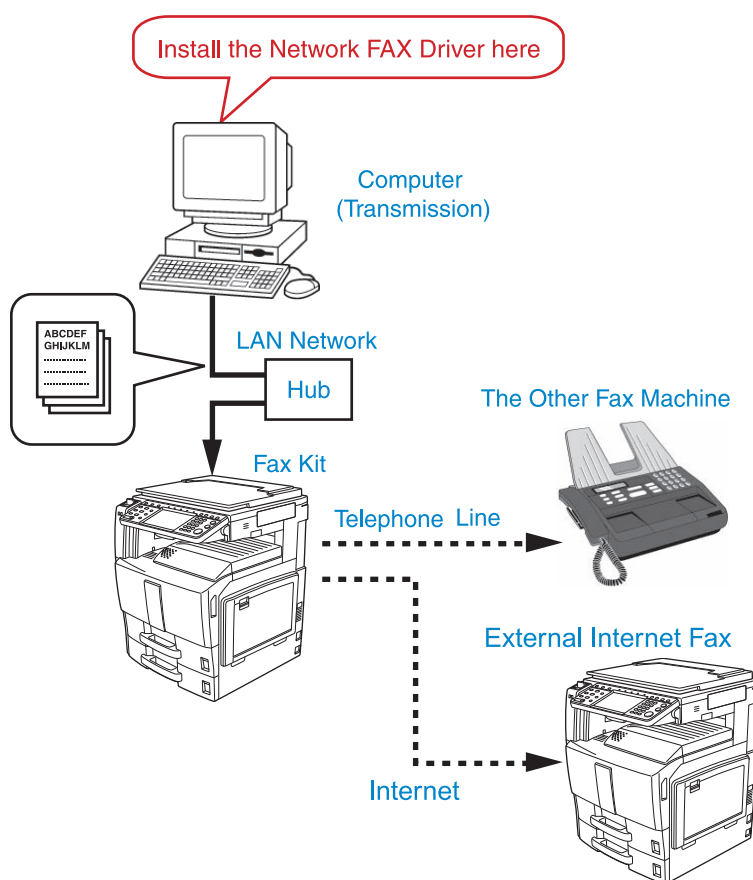 Install the Network FAX Driver here
Computer
(Transmission)
ABCDEF
GHIJKLM
LAN Network
Hub
The Other Fax Machine
Fax Kit
Telephone Line
External Internet Fax
Internet